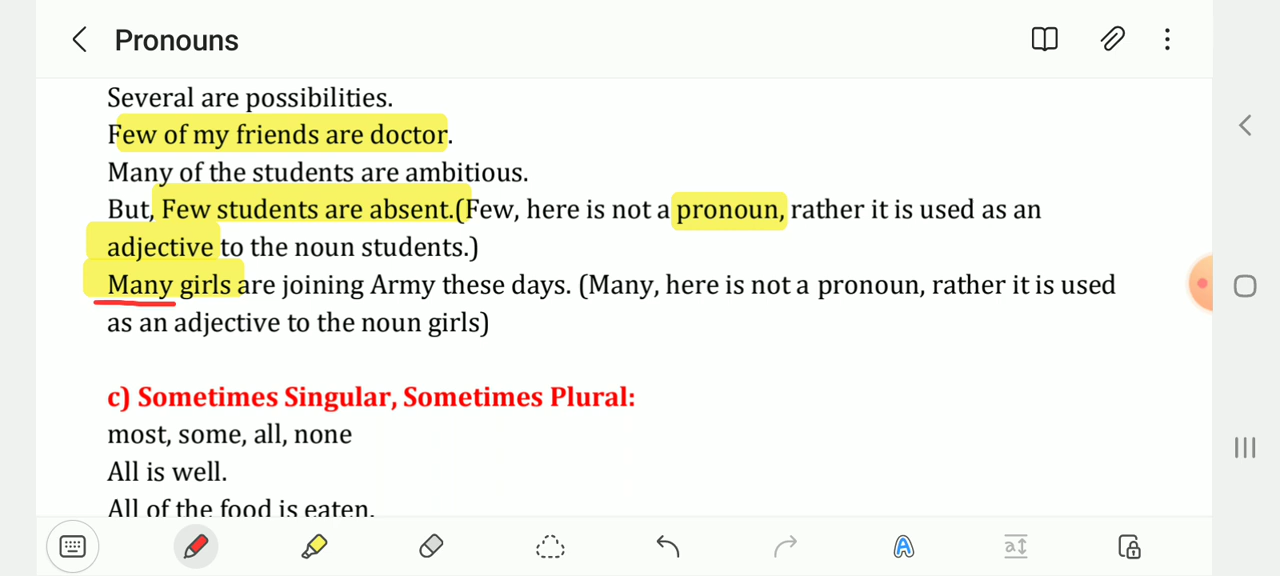 Pronouns
Several are possibilities.
Few of my friends are doctor.
Many of the students are ambitious.
But, Few students are absent.(Few, here is not a pronoun, rather it is used as an
adjective to the noun students.)
Many girls are joining Army these days. (Many, here is not a pronoun, rather it is used
as an adjective to the noun girls)
c) Sometimes Singular, Sometimes Plural:
most, some, all, none
All is well.
All of the food is eaten.